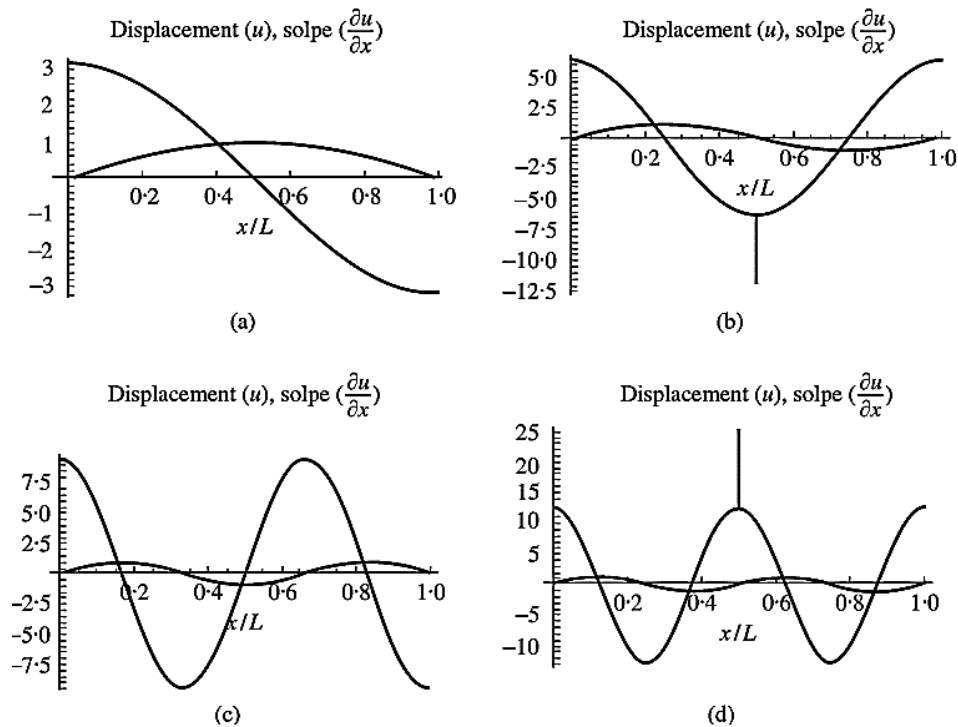 Displacement (u), solpe (∂u/∂x)
3
2
1
−1
−2
−3
0·2 0·4 0·6 0·8 1·0
x/L
(a)
Displacement (u), solpe (∂u/∂x)
5·0
2·5
−2·5
−5·0
−7·5
−10·0
−12·5
0·2 0·4 0·6 0·8 1·0
x/L
(b)
Displacement (u), solpe (∂u/∂x)
7·5
5·0
2·5
−2·5
−5·0
−7·5
0·2 0·4 0·6 0·8 1·0
x/L
(c)
Displacement (u), solpe (∂u/∂x)
25
20
15
10
5
−5
−10
0·2 0·4 0·6 0·8 1·0
x/L
(d)